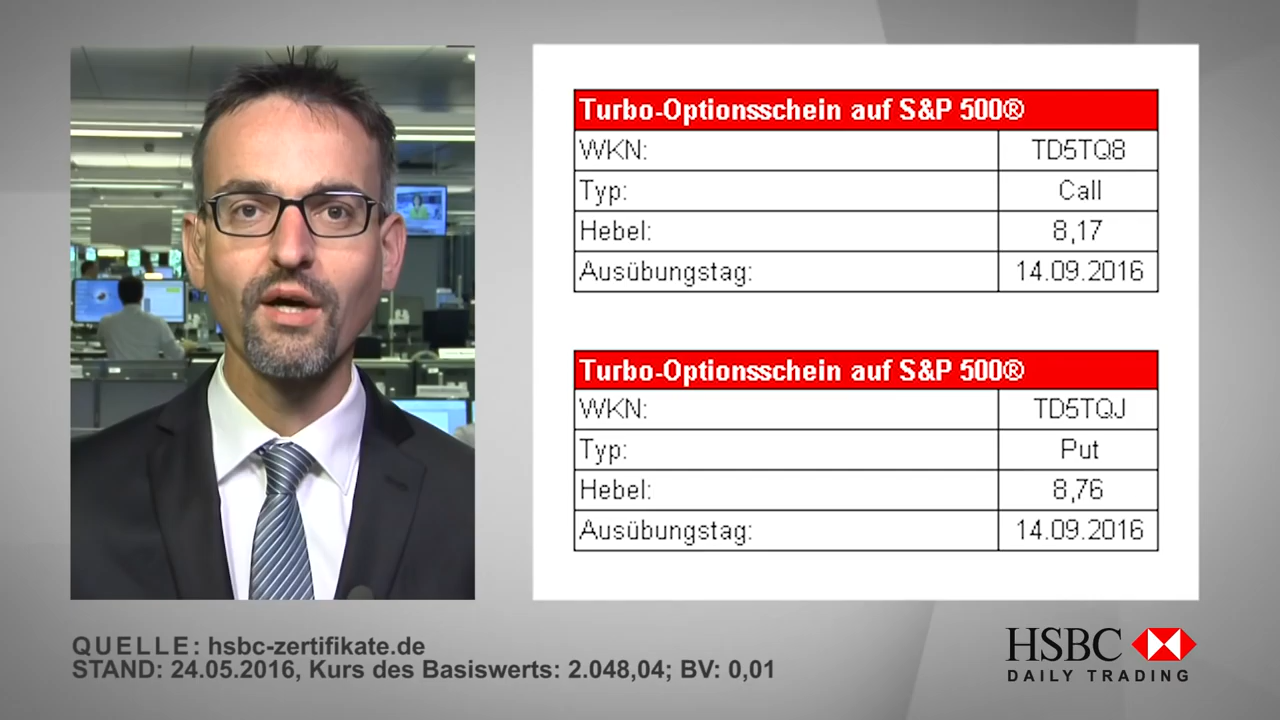 Turbo-Optionsschein auf S&P 500®
WKN: TD5TQ8
Typ: Call
Hebel: 8,17
Ausübungstag: 14.09.2016
Turbo-Optionsschein auf S&P 500®
WKN: TD5TQJ
Typ: Put
Hebel: 8,76
Ausübungstag: 14.09.2016
QUELLE: hsbc-zertifikate.de
STAND: 24.05.2016, Kurs des Basiswerts: 2.048,04; BV: 0,01
HSBC
DAILY TRADING